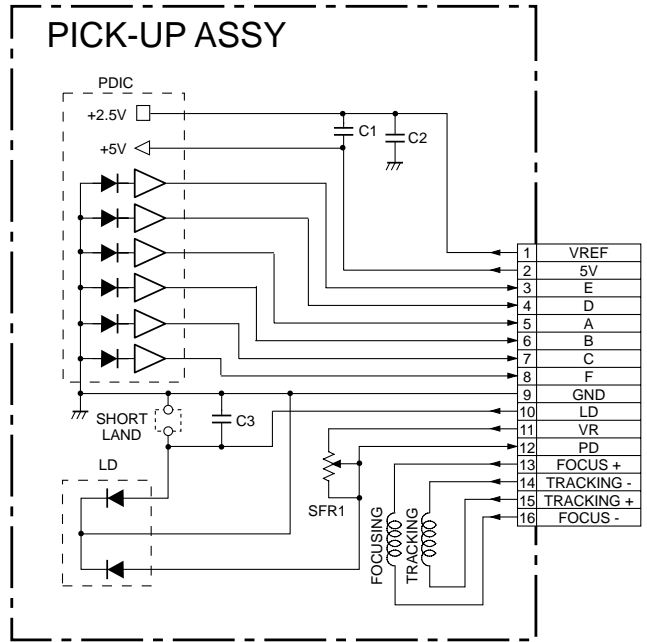 PICK-UP ASSY
PDIC
+2.5V
+5V
C1
C2
1 VREF
2 5V
3 E
4 D
5 A
6 B
7 C
8 F
9 GND
10 LD
11 VR
12 PD
13 FOCUS +
14 TRACKING -
15 TRACKING +
16 FOCUS -
SHORT
LAND
C3
LD
SFR1
FOCUSING
TRACKING